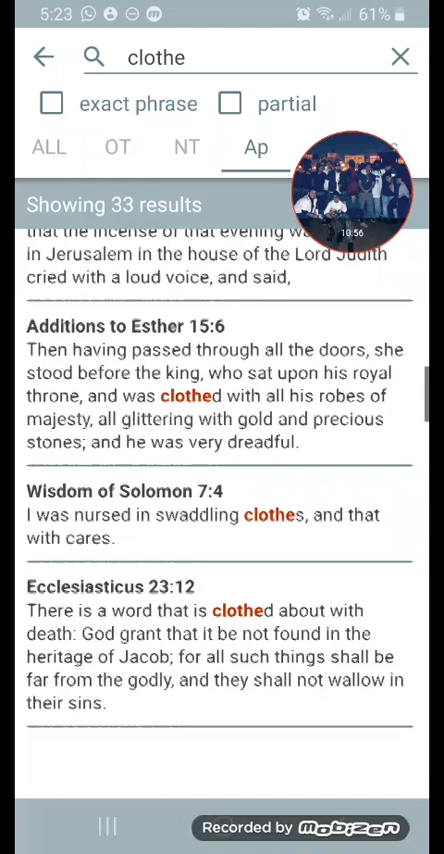 5:23 61%
clothe
exact phrase partial
ALL OT NT Ap s
Showing 33 results
10:56
that the incense of that evening
in Jerusalem in the house of the Lord Judith
cried with a loud voice, and said,
Additions to Esther 15:6
Then having passed through all the doors, she
stood before the king, who sat upon his royal
throne, and was clothed with all his robes of
majesty, all glittering with gold and precious
stones; and he was very dreadful.
Wisdom of Solomon 7:4
I was nursed in swaddling clothes, and that
with cares.
Ecclesiasticus 23:12
There is a word that is clothed about with
death: God grant that it be not found in the
heritage of Jacob; for all such things shall be
far from the godly, and they shall not wallow in
their sins.
Recorded by mobizen